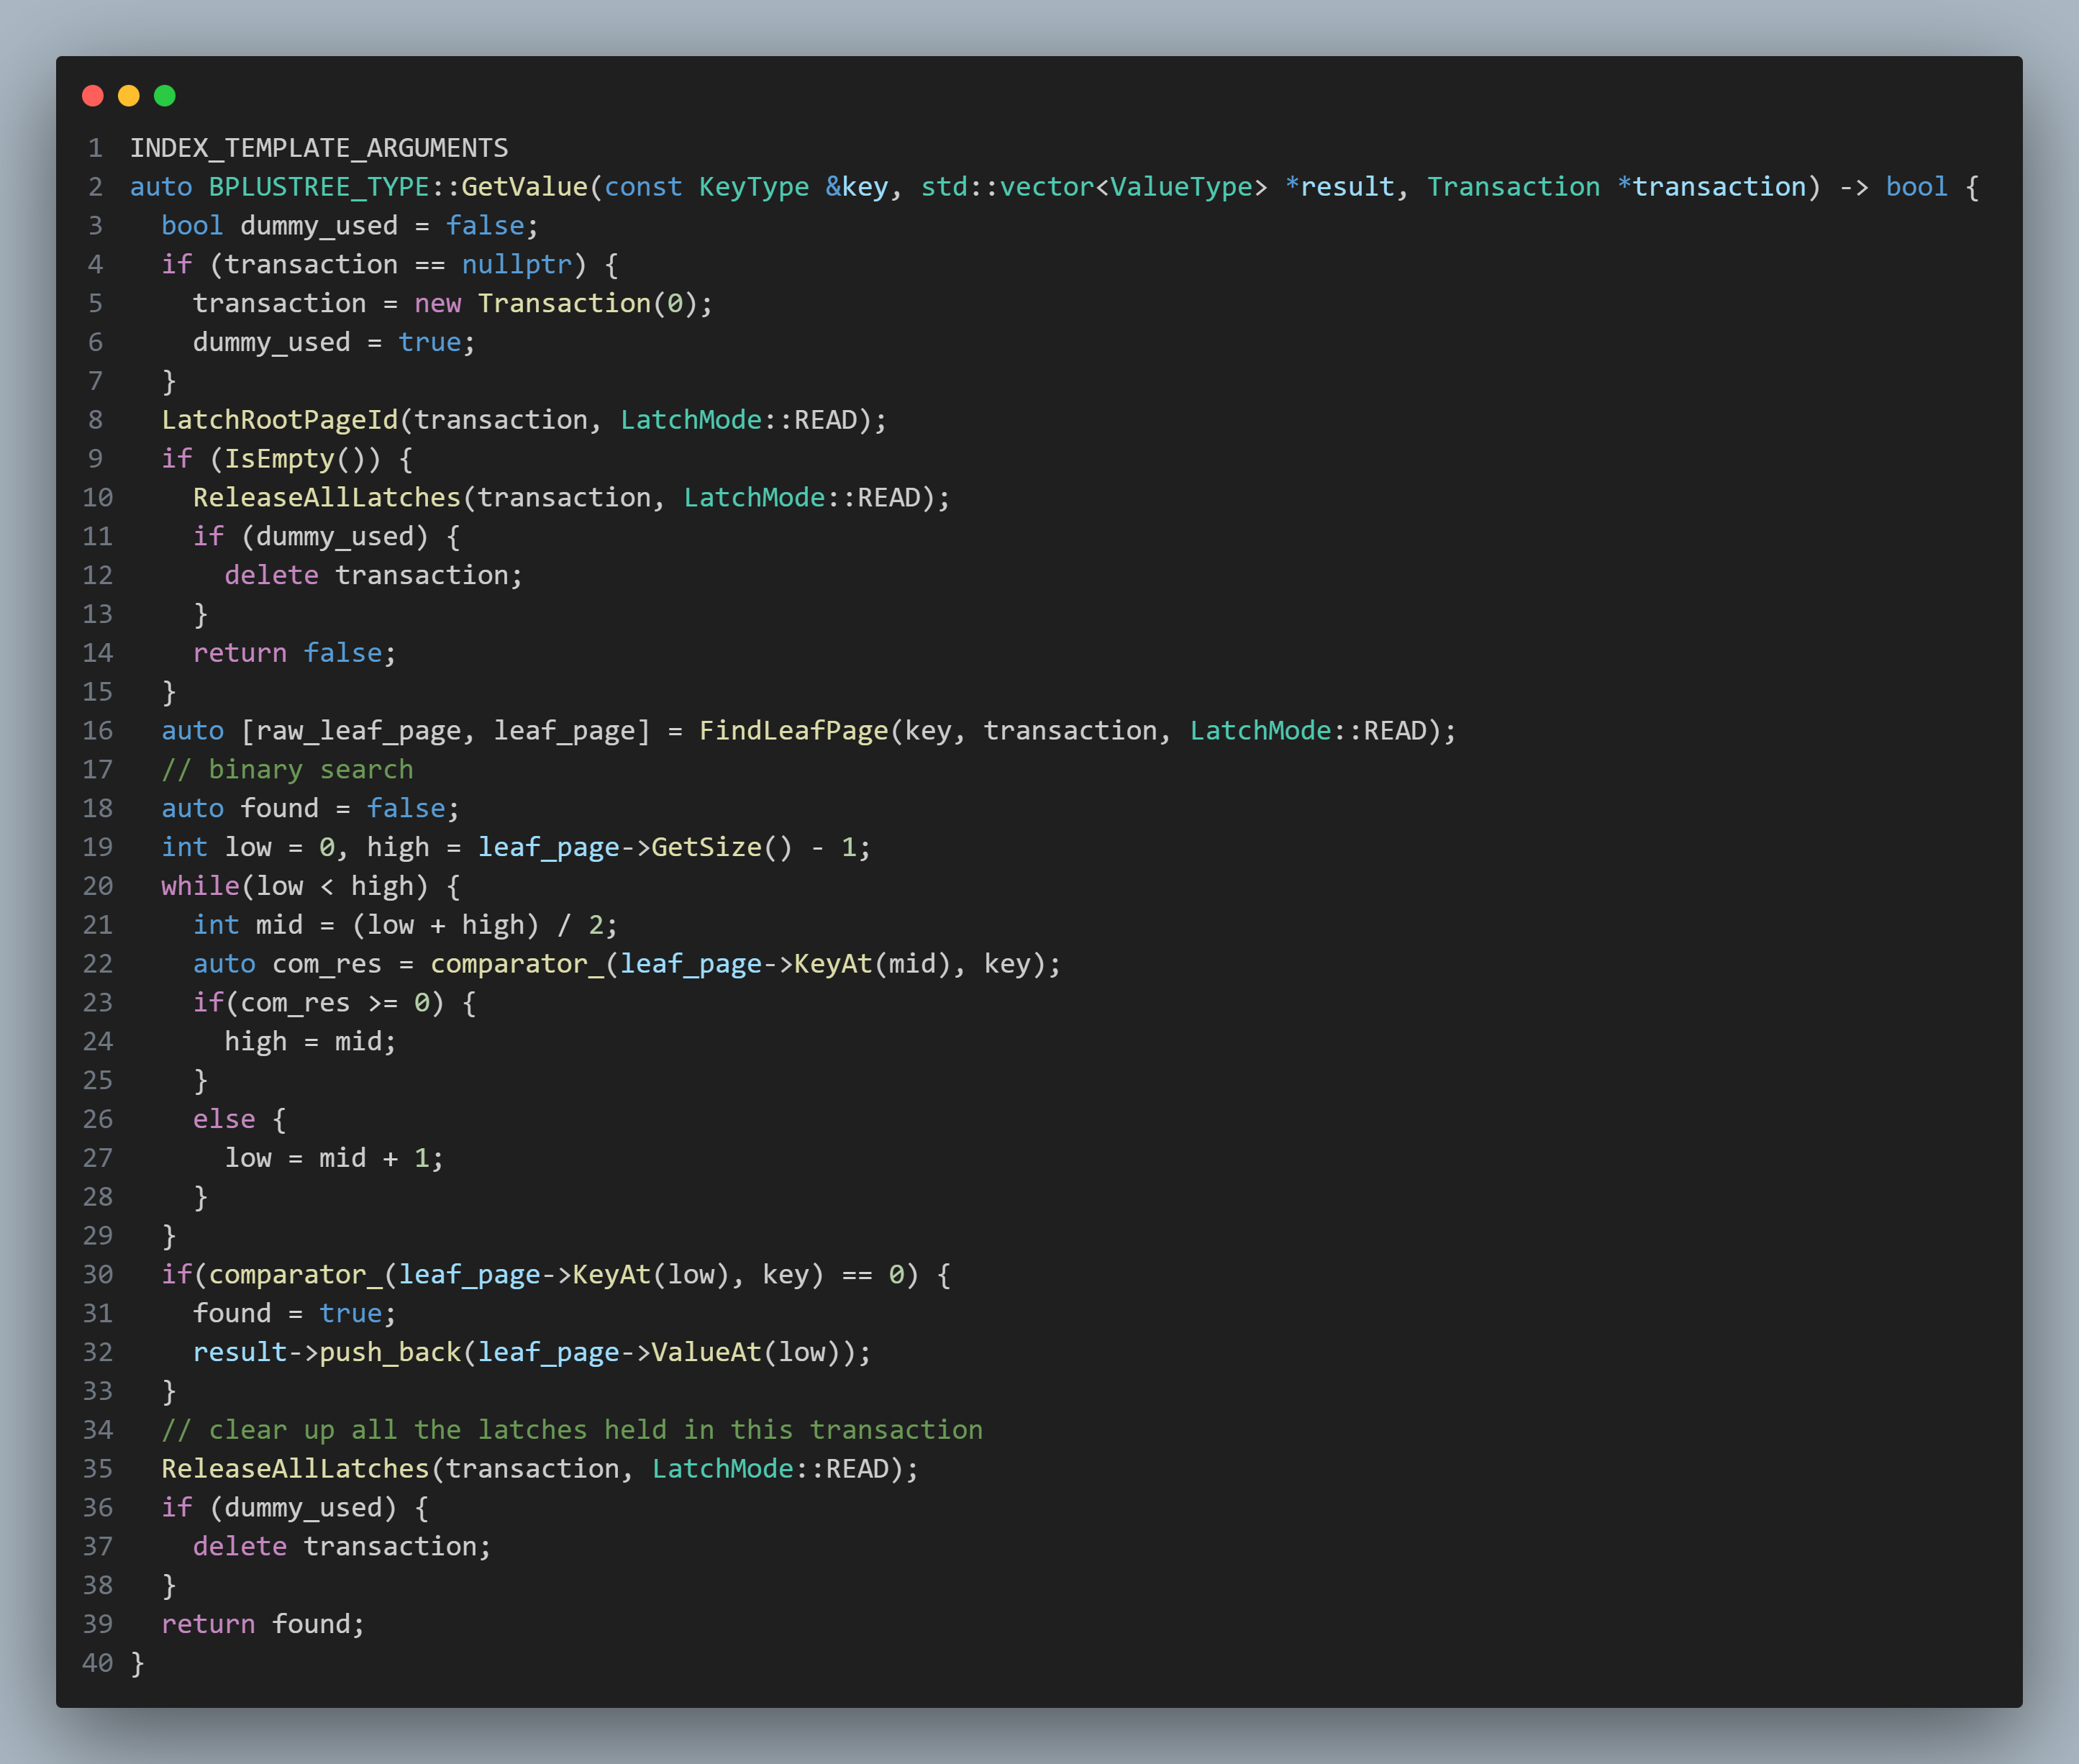 1 INDEX_TEMPLATE_ARGUMENTS
2 auto BPLUSTREE_TYPE::GetValue(const KeyType &key, std::vector<ValueType> *result, Transaction *transaction) -> bool {
3   bool dummy_used = false;
4   if (transaction == nullptr) {
5     transaction = new Transaction(0);
6     dummy_used = true;
7   }
8   LatchRootPageId(transaction, LatchMode::READ);
9   if (IsEmpty()) {
10     ReleaseAllLatches(transaction, LatchMode::READ);
11     if (dummy_used) {
12       delete transaction;
13     }
14     return false;
15   }
16   auto [raw_leaf_page, leaf_page] = FindLeafPage(key, transaction, LatchMode::READ);
17   // binary search
18   auto found = false;
19   int low = 0, high = leaf_page->GetSize() - 1;
20   while(low < high) {
21     int mid = (low + high) / 2;
22     auto com_res = comparator_(leaf_page->KeyAt(mid), key);
23     if(com_res >= 0) {
24       high = mid;
25     }
26     else {
27       low = mid + 1;
28     }
29   }
30   if(comparator_(leaf_page->KeyAt(low), key) == 0) {
31     found = true;
32     result->push_back(leaf_page->ValueAt(low));
33   }
34   // clear up all the latches held in this transaction
35   ReleaseAllLatches(transaction, LatchMode::READ);
36   if (dummy_used) {
37     delete transaction;
38   }
39   return found;
40 }